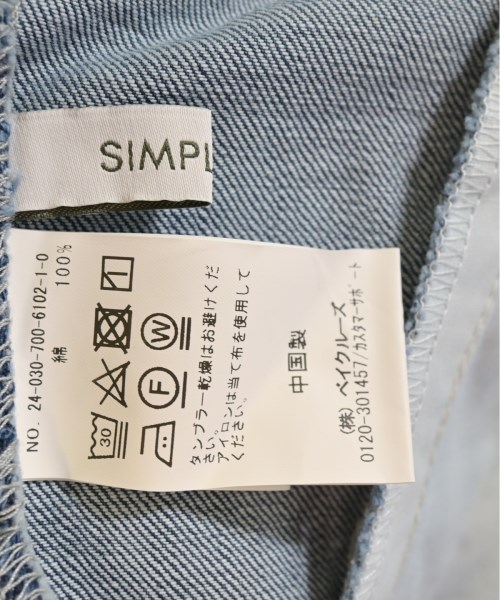 SIMPL
NO. 24-030-700-6102-1-0
綿 100%
30
F
W
タンブラー乾燥はお避けくだ
さい。
アイロンは当て布を使用して
ください。
中国製
(株) ベイクルーズ
0120-301457/カスタマーサポート